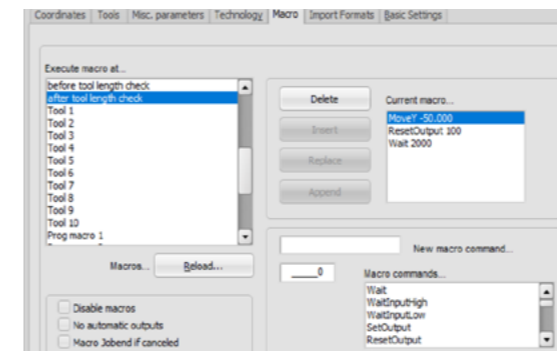 Coordinates Tools Misc. parameters Technology Macro Import Formats Basic Settings
Execute macro at...
before tool length check
after tool length check
Tool 1
Tool 2
Tool 3
Tool 4
Tool 5
Tool 6
Tool 7
Tool 8
Tool 9
Tool 10
Prog macro 1
Macros... Reload...
Disable macros
No automatic outputs
Macro Jobend if canceled
Delete
Insert
Replace
Append
Current macro...
MoveY -50.000
ResetOutput 100
Wait 2000
New macro command...
_____0
Macro commands...
Wait
WaitInputHigh
WaitInputLow
SetOutput
ResetOutput